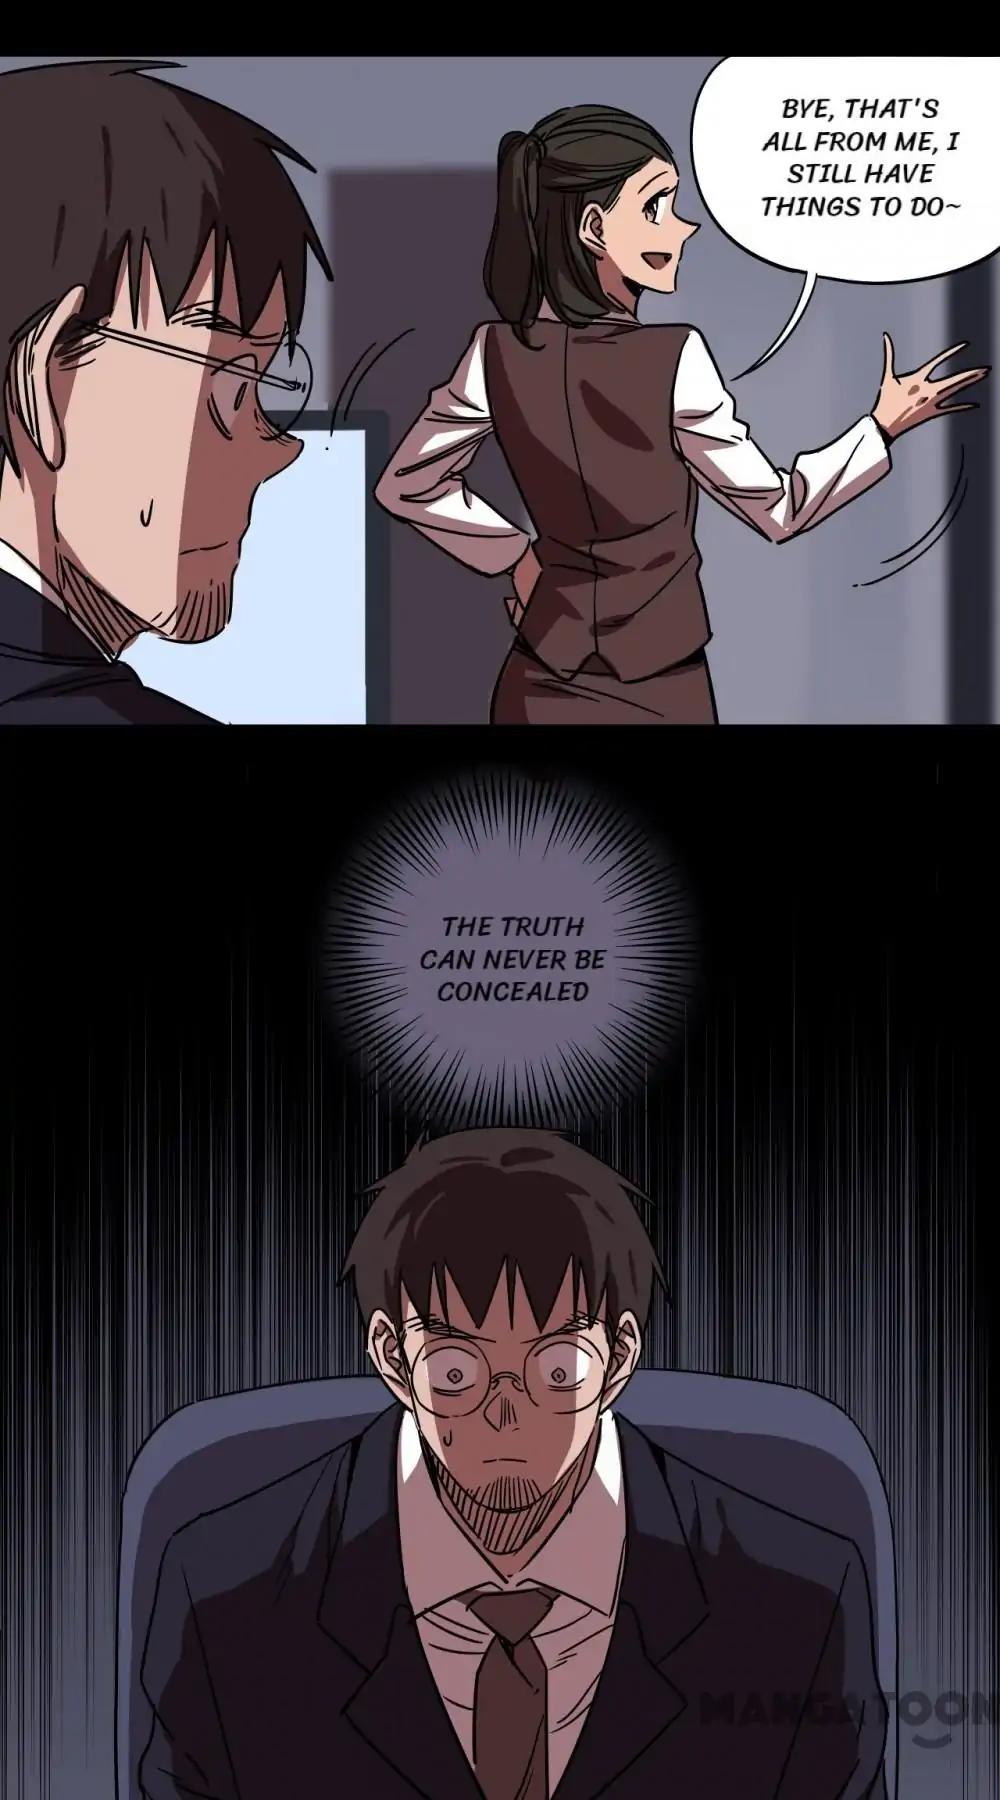 BYE, THAT'S
ALL FROM ME, I
STILL HAVE
THINGS TO DO~
THE TRUTH
CAN NEVER BE
CONCEALED
MANGATOON